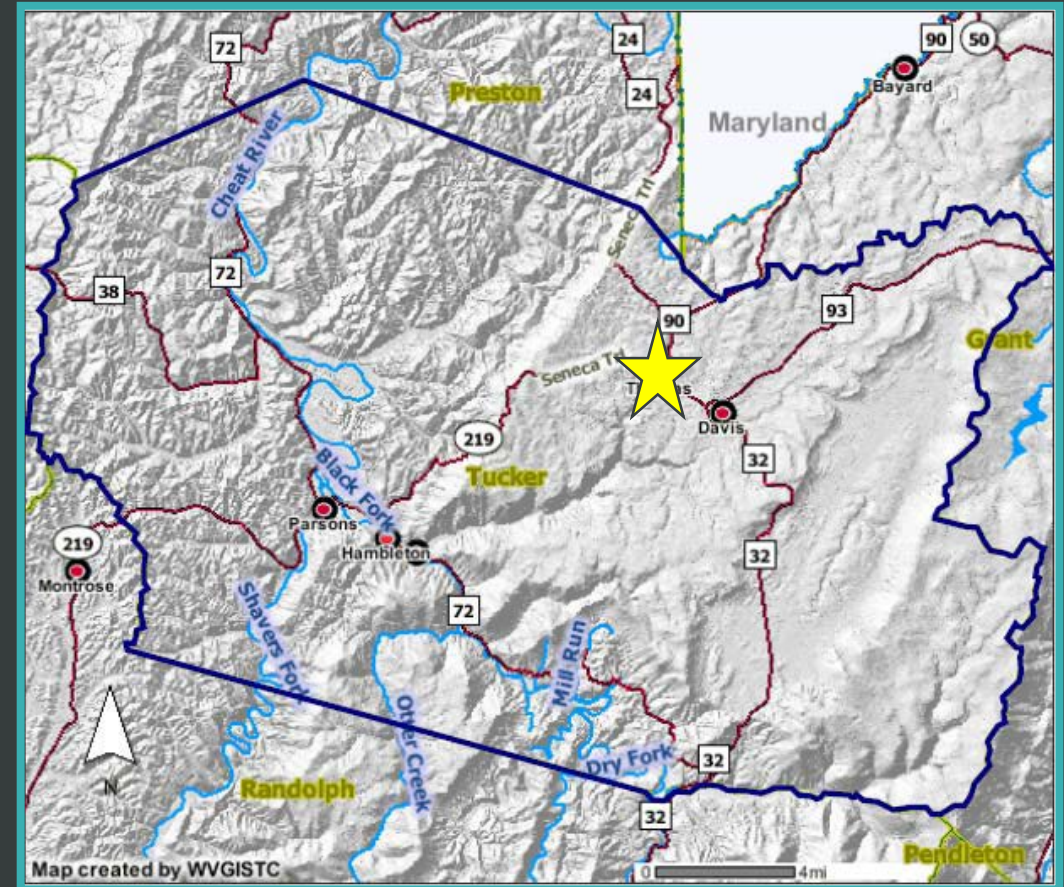 72
24
90
50
Bayard
24
Preston
Maryland
Cheat River
Seneca Trl
72
38
90
93
Grant
Seneca Trl
Davis
219
32
Tucker
Black Fork
Parsons
219
Hambleton
32
Montrose
72
Shavers Fork
Mill Run
Otter Creek
32
Dry Fork
N
Randolph
32
Pendleton
Map created by WVGISTC
0
4mi